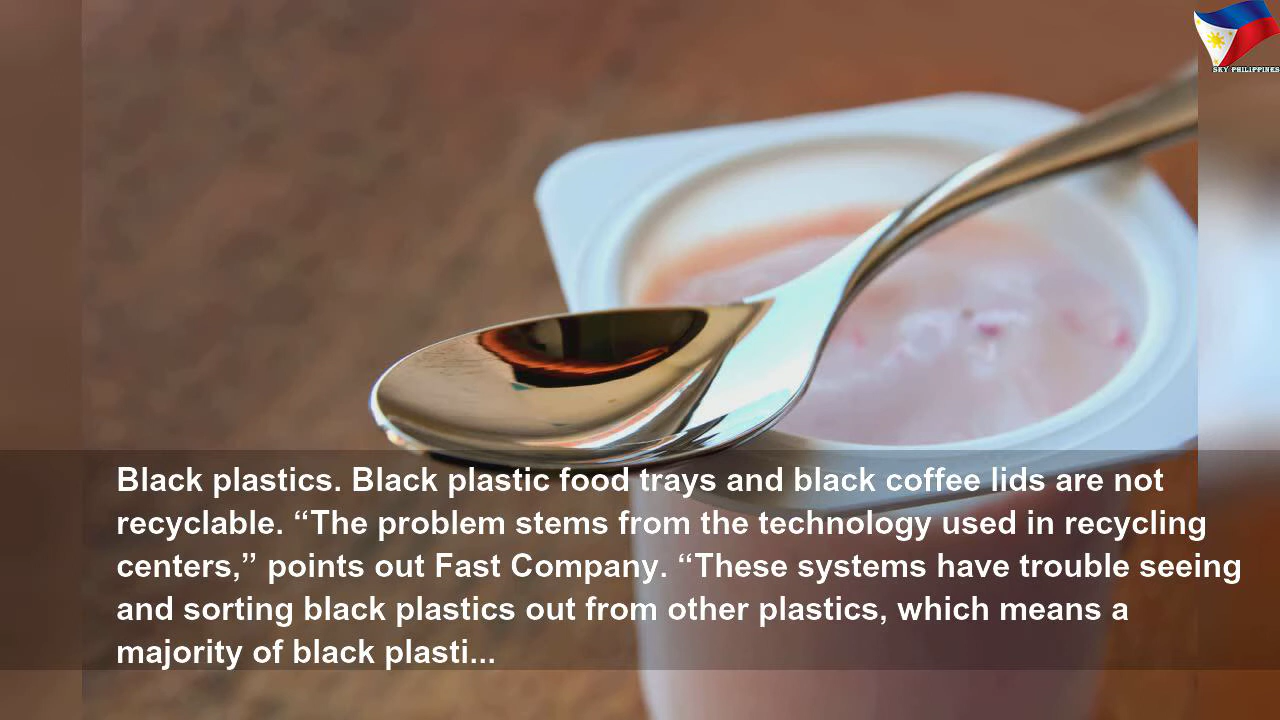 SKY PHILIPPINES
Black plastics. Black plastic food trays and black coffee lids are not
recyclable. “The problem stems from the technology used in recycling
centers,” points out Fast Company. “These systems have trouble seeing
and sorting black plastics out from other plastics, which means a
majority of black plasti...